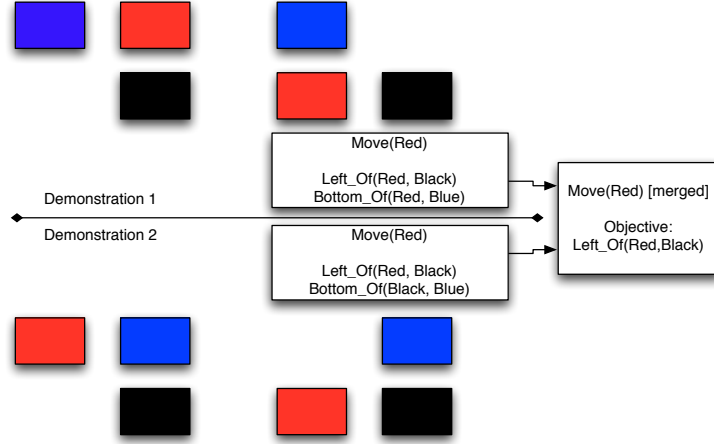 Move(Red)
Left_Of(Red, Black)
Bottom_Of(Red, Blue)
Demonstration 1
Demonstration 2
Move(Red)
Left_Of(Red, Black)
Bottom_Of(Black, Blue)
Move(Red) [merged]
Objective:
Left_Of(Red,Black)